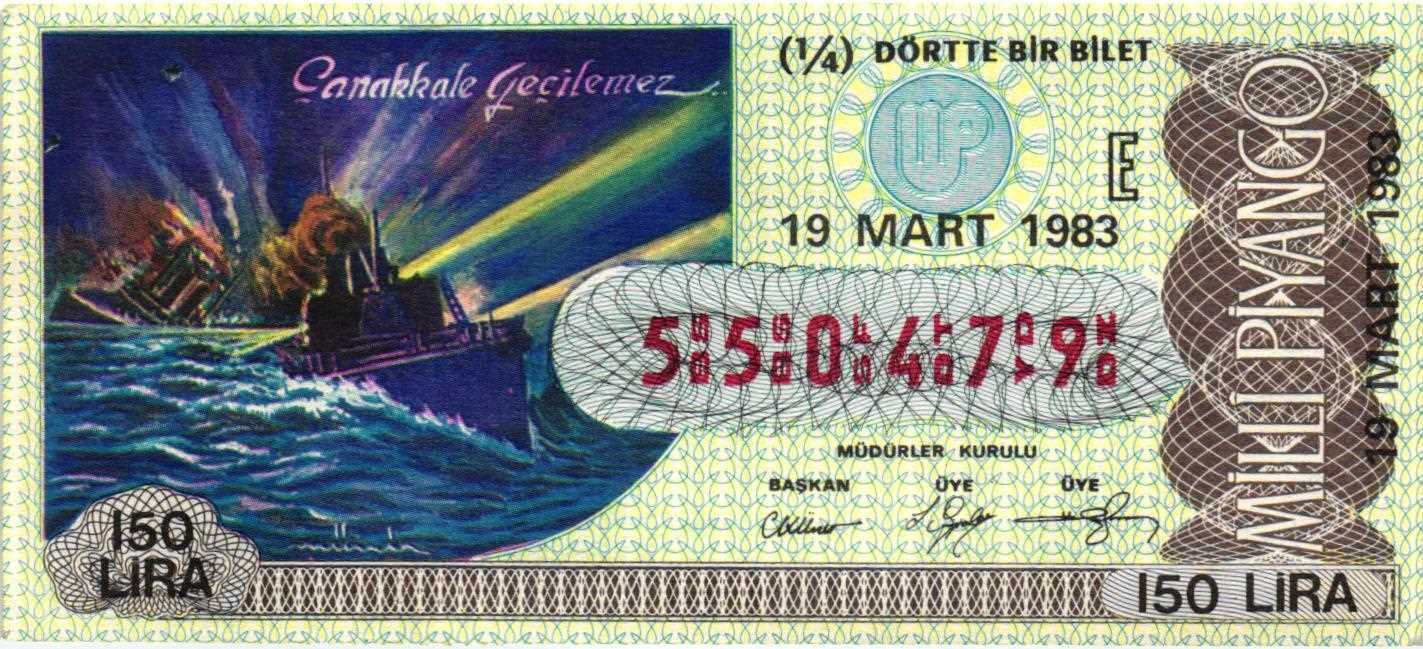 Çanakkale Geçilemez
(1/4) DÖRTTE BİR BİLET
E
19 MART 1983
550479
MÜDÜRLER KURULU
BAŞKAN ÜYE ÜYE
150
LİRA
150 LİRA
MİLLİ PİYANGO
19 MART 1983